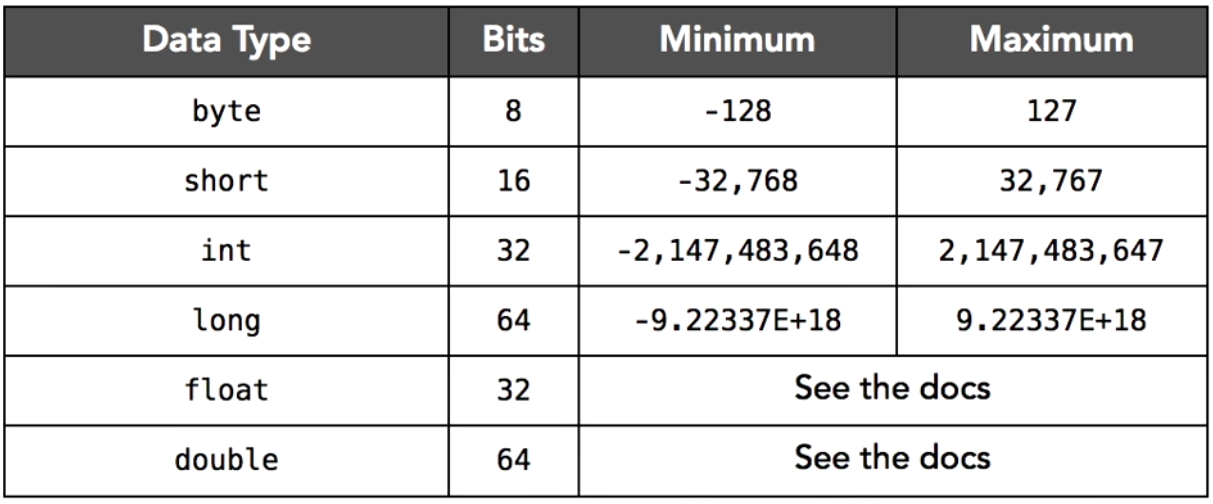 Data Type Bits Minimum Maximum
byte 8 -128 127
short 16 -32,768 32,767
int 32 -2,147,483,648 2,147,483,647
long 64 -9.22337E+18 9.22337E+18
float 32 See the docs
double 64 See the docs